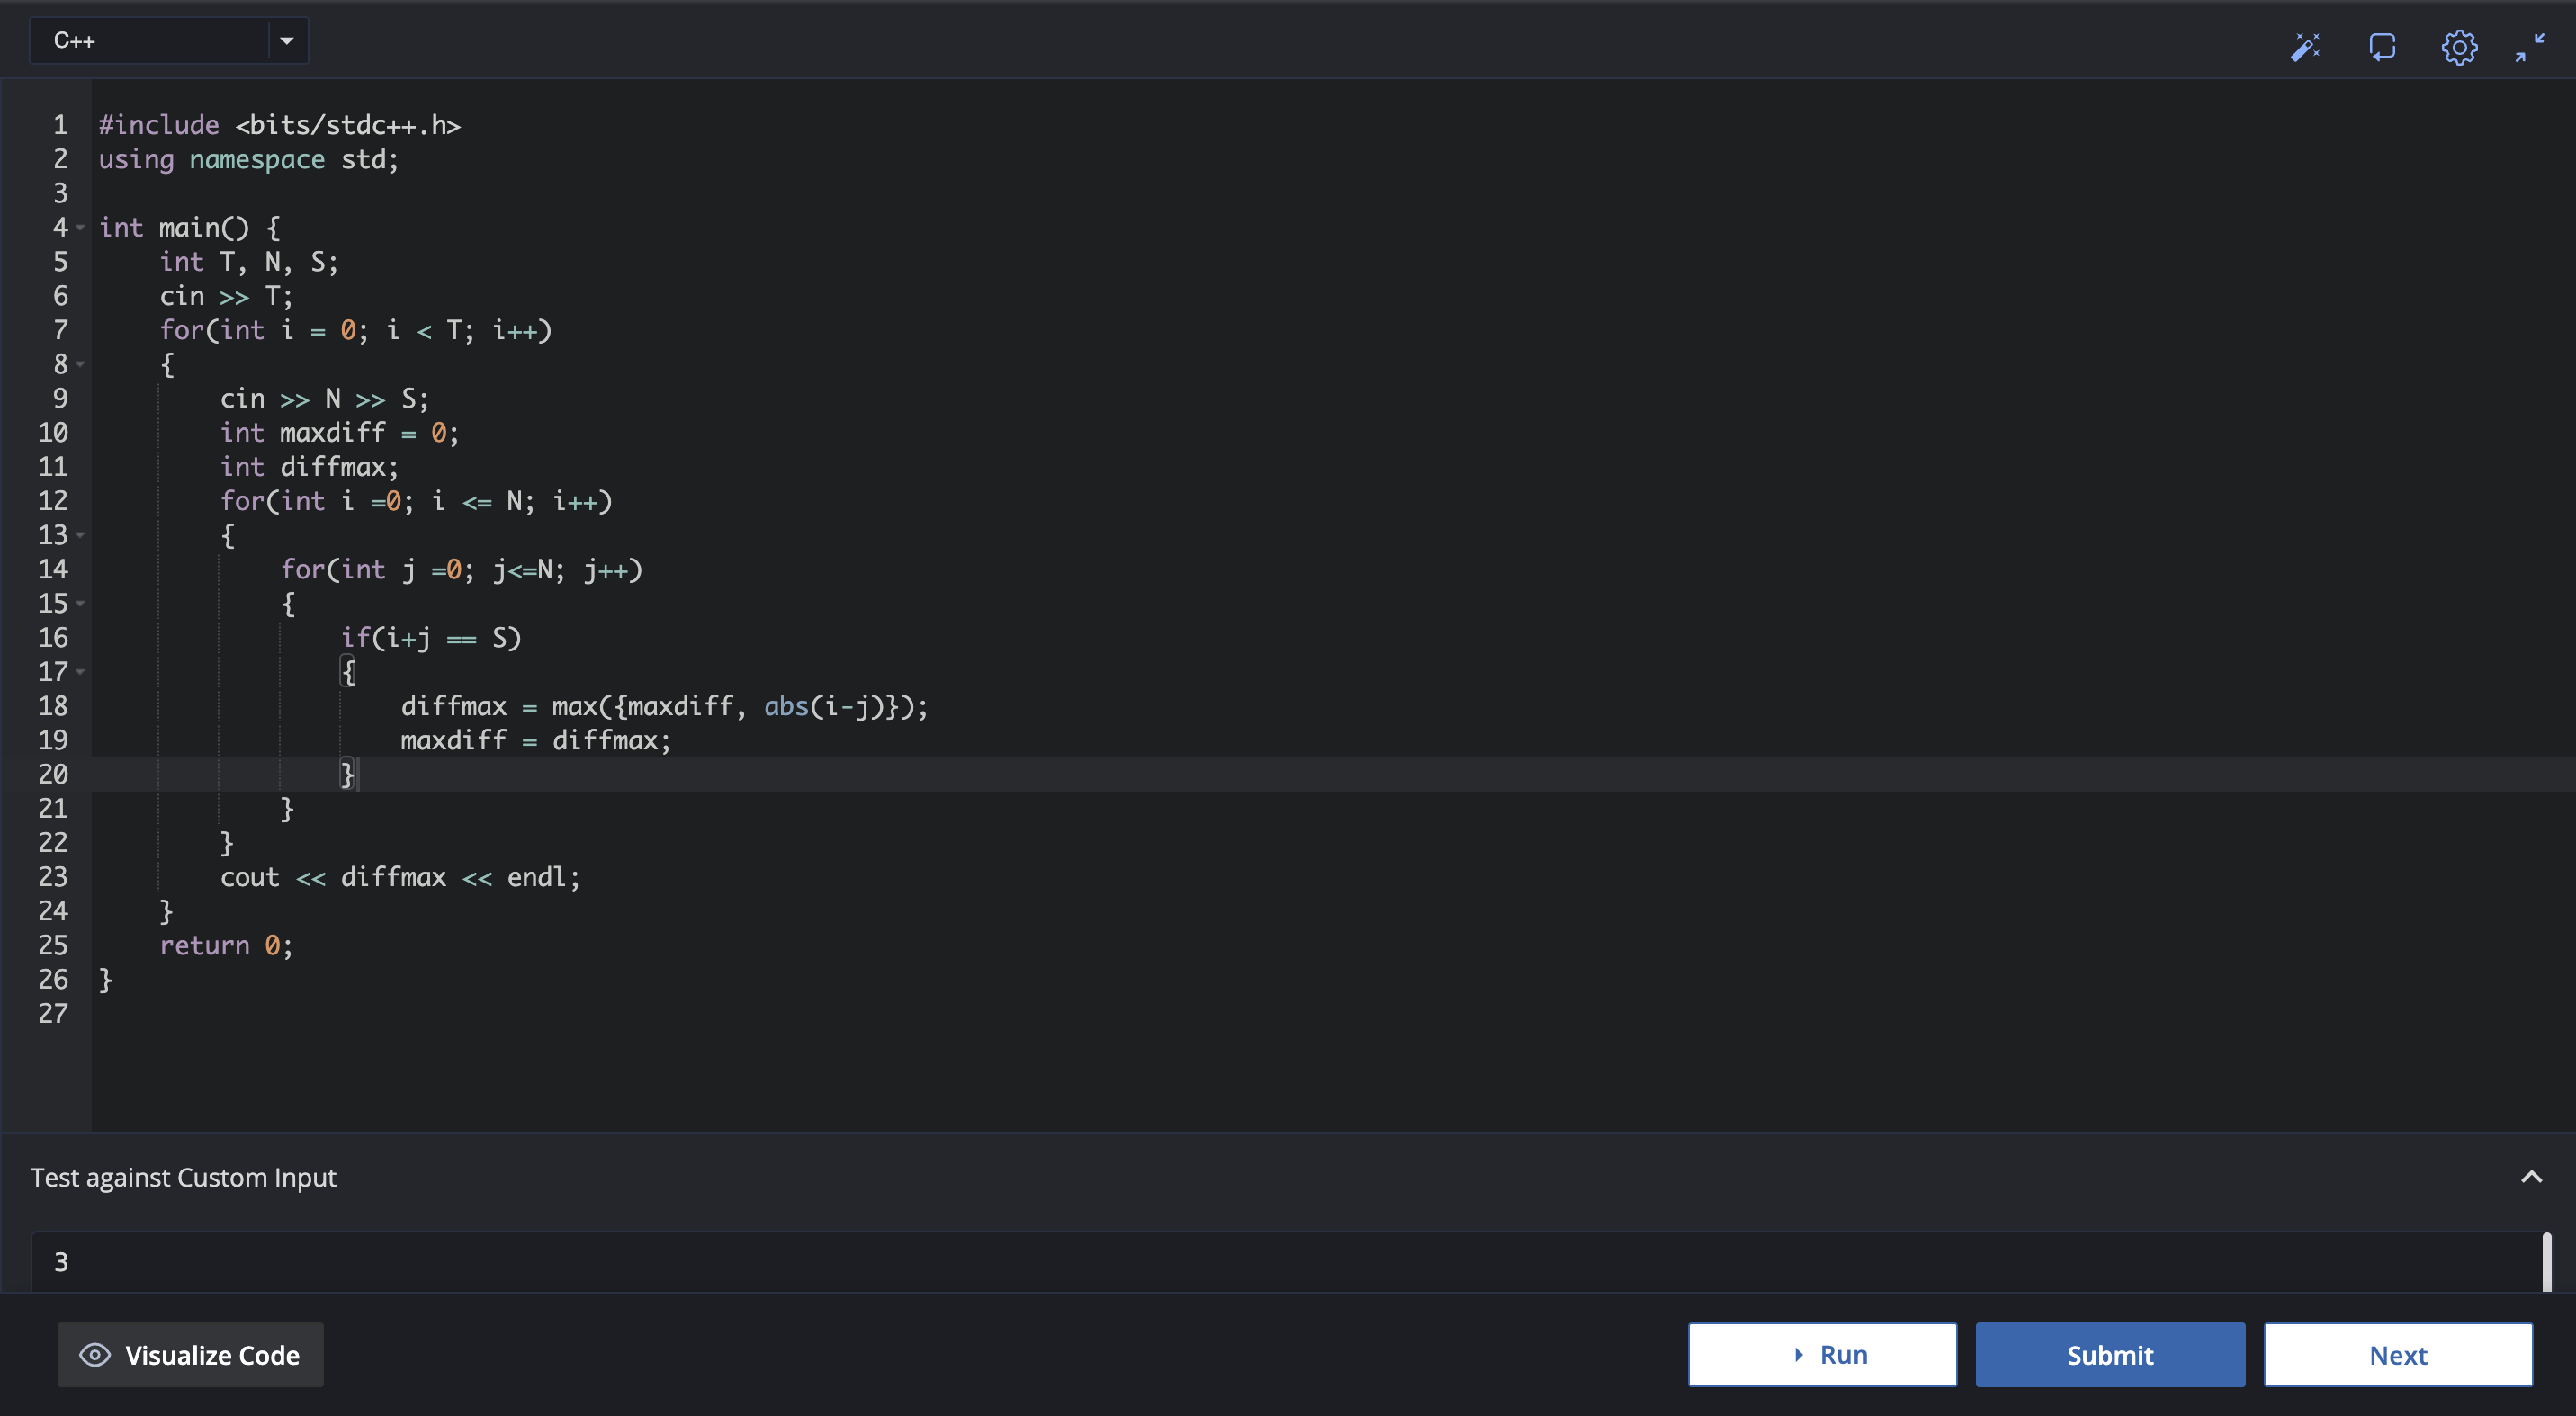 C++
1 #include <bits/stdc++.h>
2 using namespace std;
3
4 int main() {
5     int T, N, S;
6     cin >> T;
7     for(int i = 0; i < T; i++)
8     {
9         cin >> N >> S;
10         int maxdiff = 0;
11         int diffmax;
12         for(int i =0; i <= N; i++)
13         {
14             for(int j =0; j<=N; j++)
15             {
16                 if(i+j == S)
17                 {
18                     diffmax = max({maxdiff, abs(i-j)});
19                     maxdiff = diffmax;
20                 }
21             }
22         }
23         cout << diffmax << endl;
24     }
25     return 0;
26 }
27
Test against Custom Input
3
Visualize Code
Run
Submit
Next